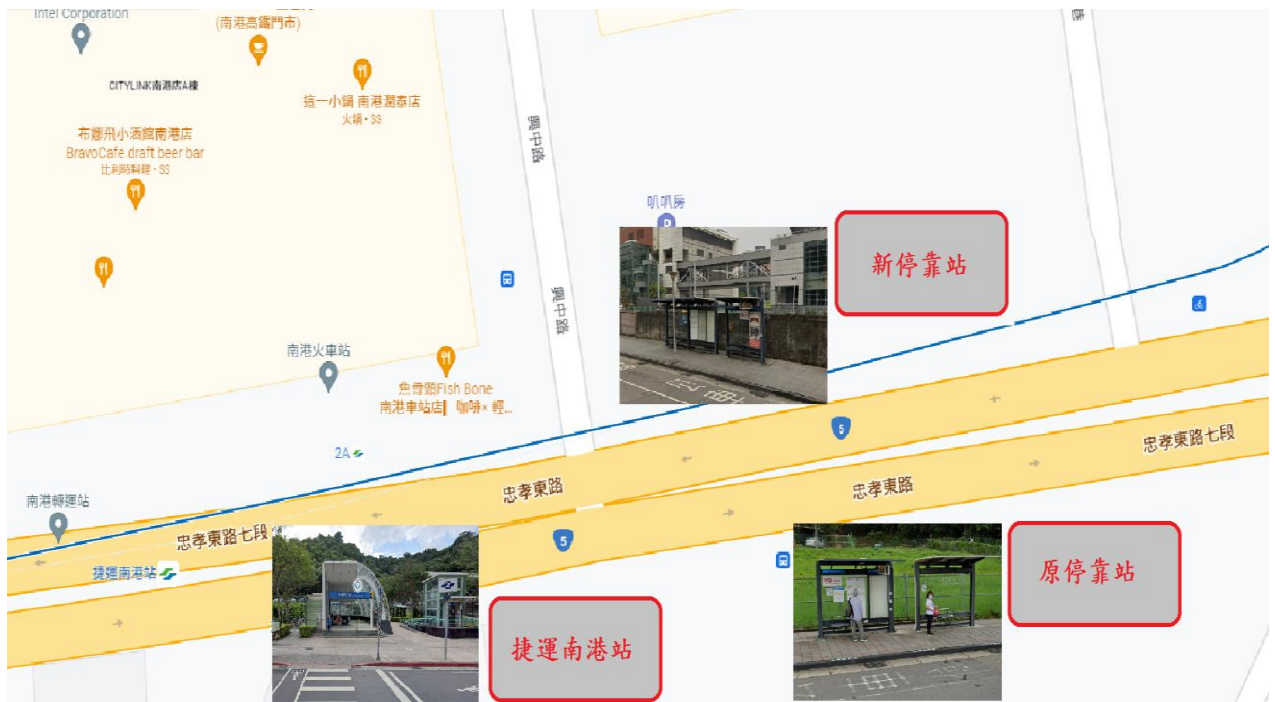 Intel Corporation
(南港高鐵門市)
CITYLINK南港店A棟
這一小鍋 南港潤泰店
火鍋・$$
布娜飛小酒館南港店
BravoCafe draft beer bar
比利時料理・$$
興中路
叭叭房
P
新停靠站
興中路
南港火車站
魚骨頭Fish Bone
南港車站店| 咖啡×輕...
5
2A
忠孝東路七段
忠孝東路
忠孝東路
南港轉運站
忠孝東路七段
5
捷運南港站
原停靠站
捷運南港站